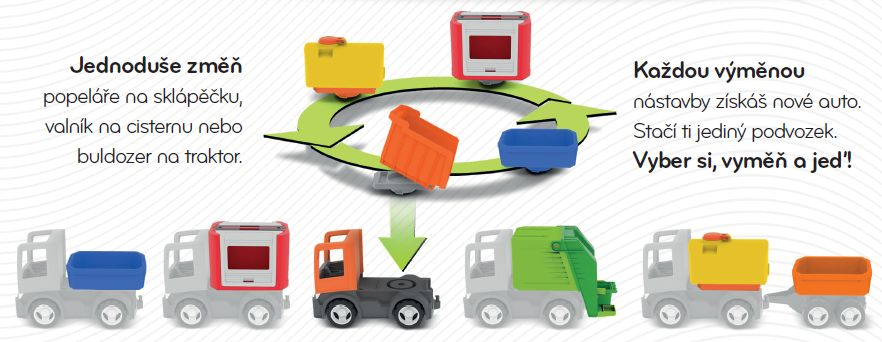 Jednoduše změň
popeláře na sklápěčku,
valník na cisternu nebo
buldozer na traktor.
Každou výměnou
nástavby získáš nové auto.
Stačí ti jediný podvozek.
Vyber si, vyměň a jeď!